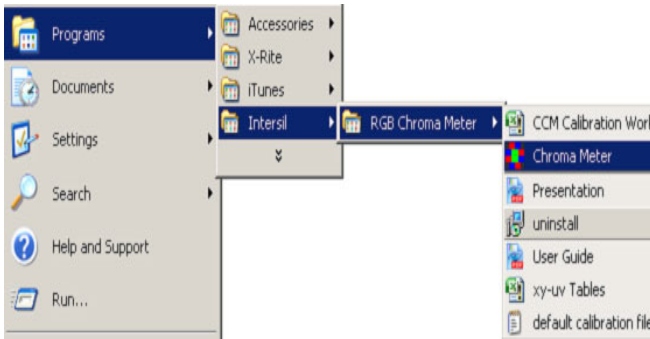 Programs
Documents
Settings
Search
Help and Support
Run...
Accessories
X-Rite
iTunes
Intersil
RGB Chroma Meter
CCM Calibration Work
Chroma Meter
Presentation
uninstall
User Guide
xy-uv Tables
default calibration file